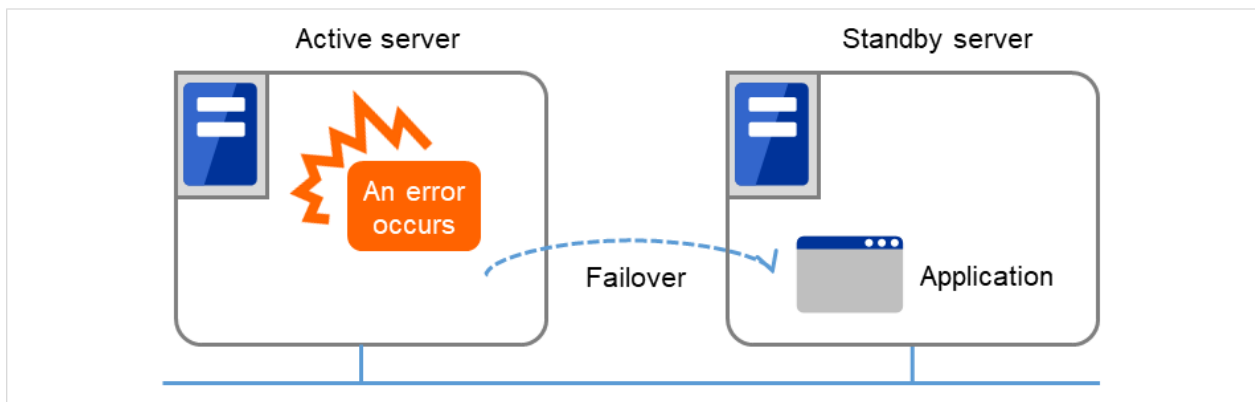 Active server
Standby server
An error
occurs
Failover
Application